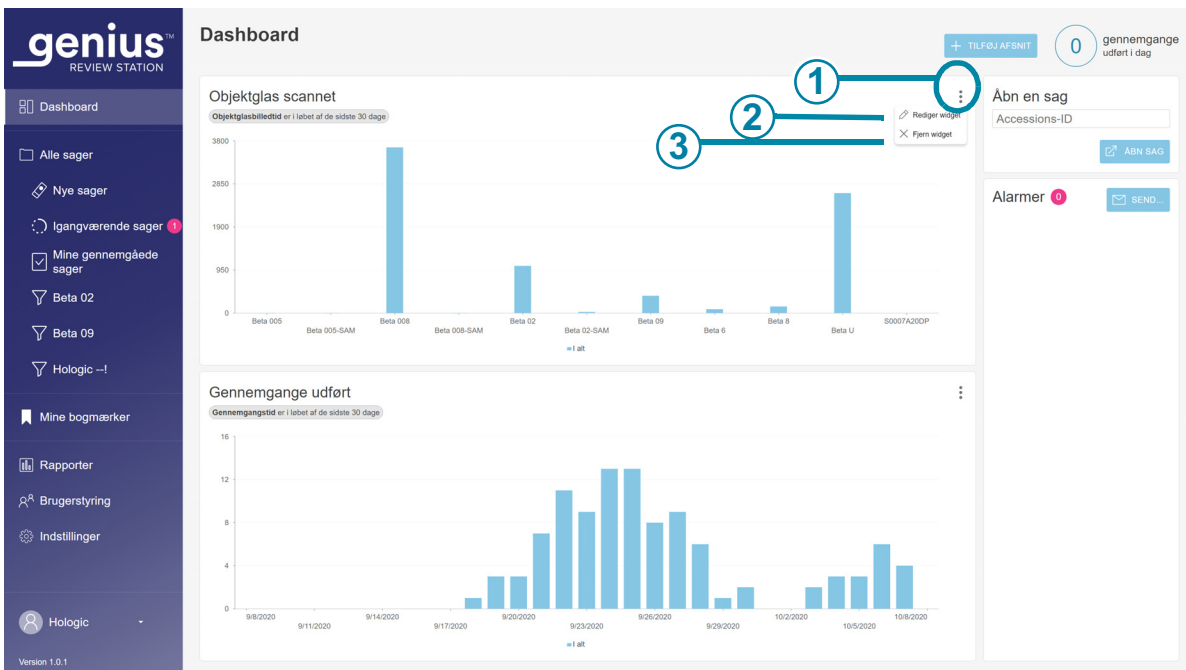 genius™
REVIEW STATION
Dashboard
Alle sager
Nye sager
Igangværende sager 1
Mine gennemgåede
sager
Beta 02
Beta 09
Hologic --!
Mine bogmærker
Rapporter
Brugerstyring
Indstillinger
Hologic
Version 1.0.1
Dashboard
+ TILFØJ AFSNIT
0
gennemgange
udført i dag
1
2
3
Objektglas scannet
Objektglasbilledtid er i løbet af de sidste 30 dage
Rediger widget
Fjern widget
3800
2850
1900
950
0
Beta 005
Beta 005-SAM
Beta 008
Beta 008-SAM
Beta 02
Beta 02-SAM
Beta 09
Beta 6
Beta 8
Beta U
S0007A20DP
I alt
Gennemgange udført
Gennemgangstid er i løbet af de sidste 30 dage
16
12
8
4
0
9/8/2020
9/11/2020
9/14/2020
9/17/2020
9/20/2020
9/23/2020
9/26/2020
9/29/2020
10/2/2020
10/5/2020
10/8/2020
I alt
Åbn en sag
Accessions-ID
ÅBN SAG
Alarmer 0
SEND...